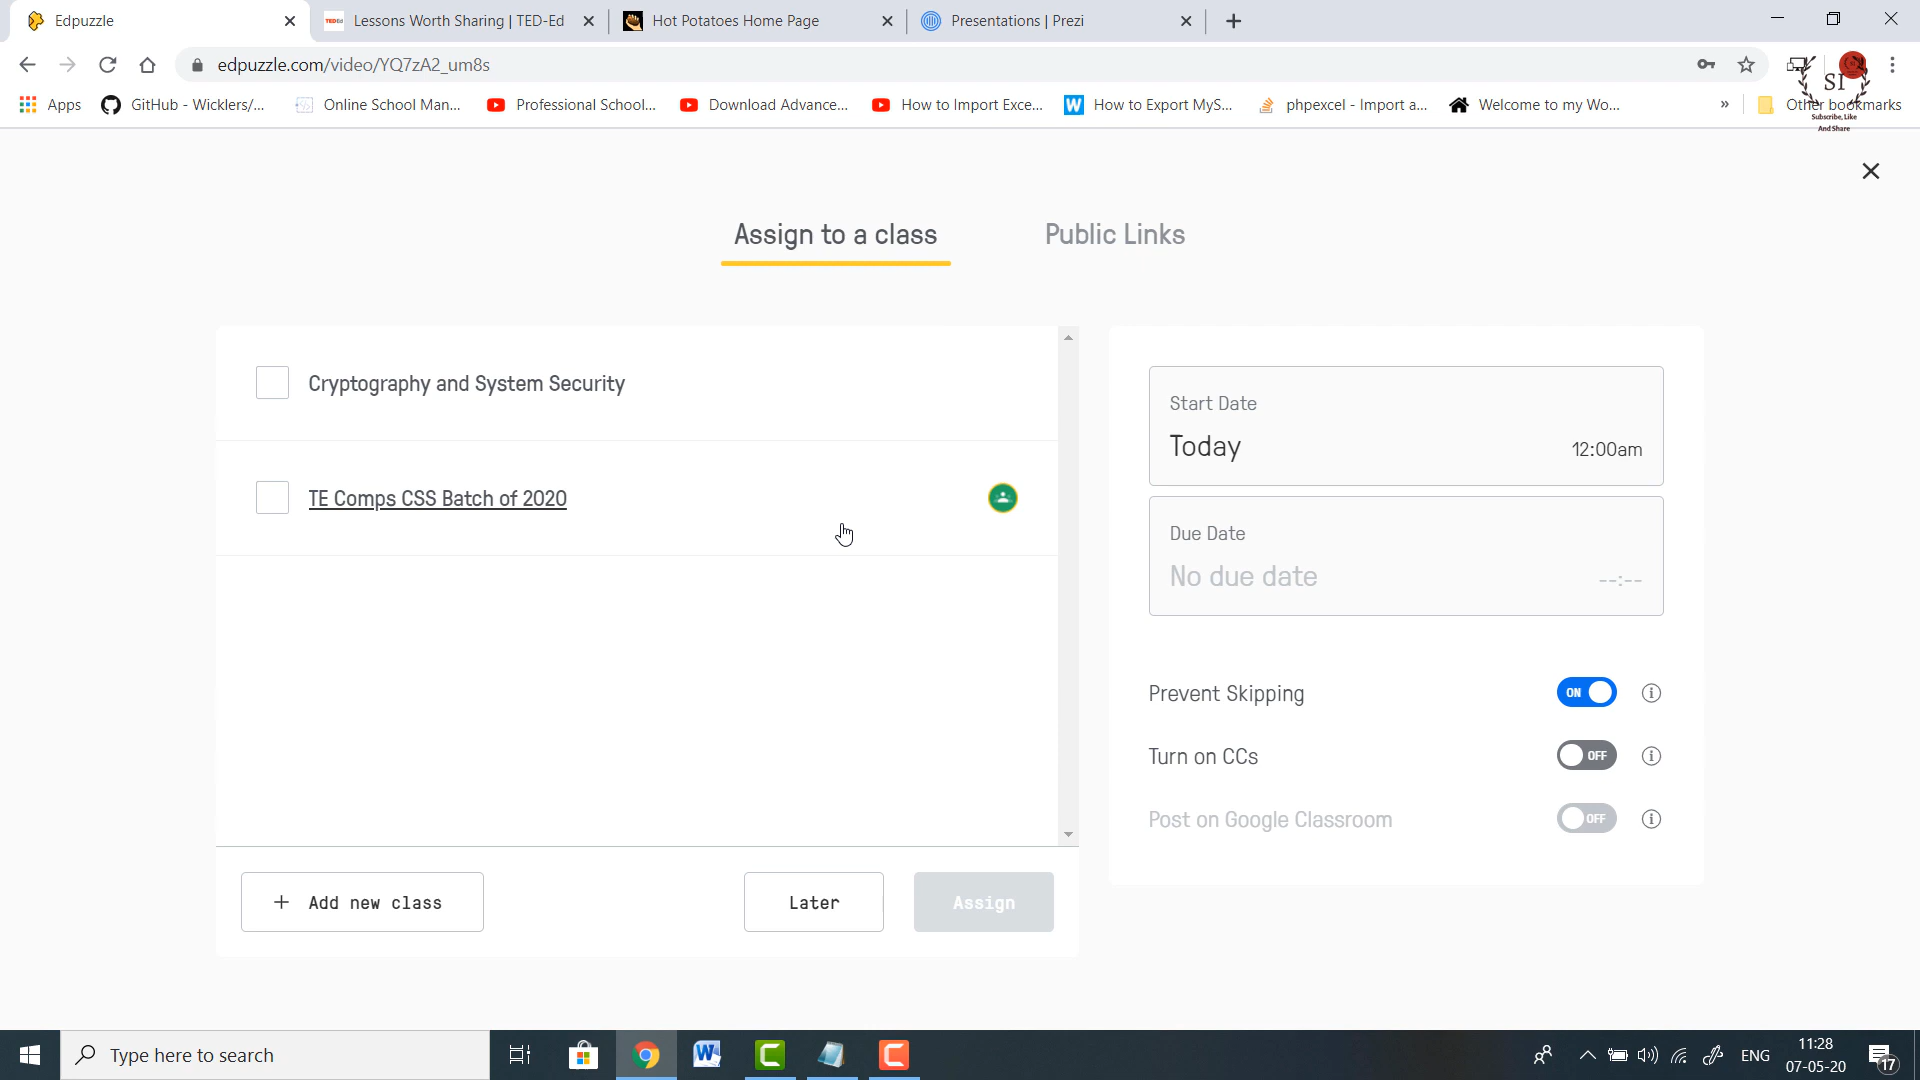 Edpuzzle
Lessons Worth Sharing | TED-Ed
Hot Potatoes Home Page
Presentations | Prezi
edpuzzle.com/video/YQ7zA2_um8s
Apps
GitHub - Wicklers/...
Online School Man...
Professional School...
Download Advance...
How to Import Exce...
How to Export MyS...
phpexcel - Import a...
Welcome to my Wo...
»
Other bookmarks
SI
Subscribe, Like
And Share
Assign to a class
Public Links
Cryptography and System Security
TE Comps CSS Batch of 2020
Start Date
Today 12:00am
Due Date
No due date --:--
Prevent Skipping ON
Turn on CCs OFF
Post on Google Classroom OFF
+ Add new class
Later
Assign
Type here to search
ENG
11:28
07-05-20
17